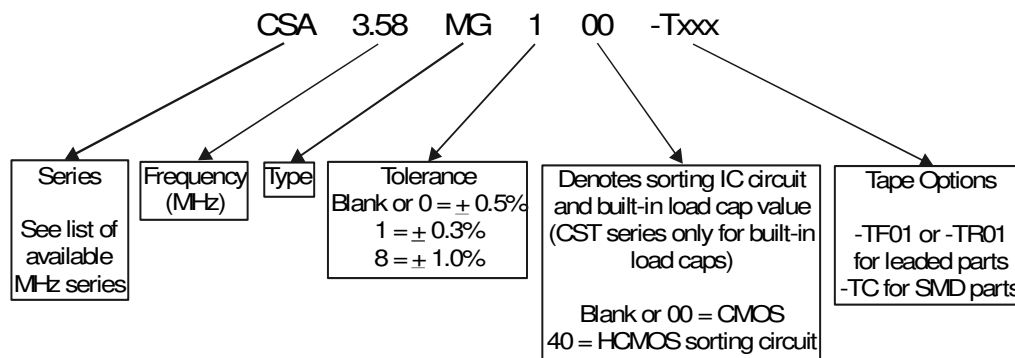 CSA 3.58 MG 1 00 -Txxx
Series
See list of
available
MHz series
Frequency
(MHz)
Type
Tolerance
Blank or 0 = ± 0.5%
1 = ± 0.3%
8 = ± 1.0%
Denotes sorting IC circuit
and built-in load cap value
(CST series only for built-in
load caps)
Blank or 00 = CMOS
40 = HCMOS sorting circuit
Tape Options
-TF01 or -TR01
for leaded parts
-TC for SMD parts